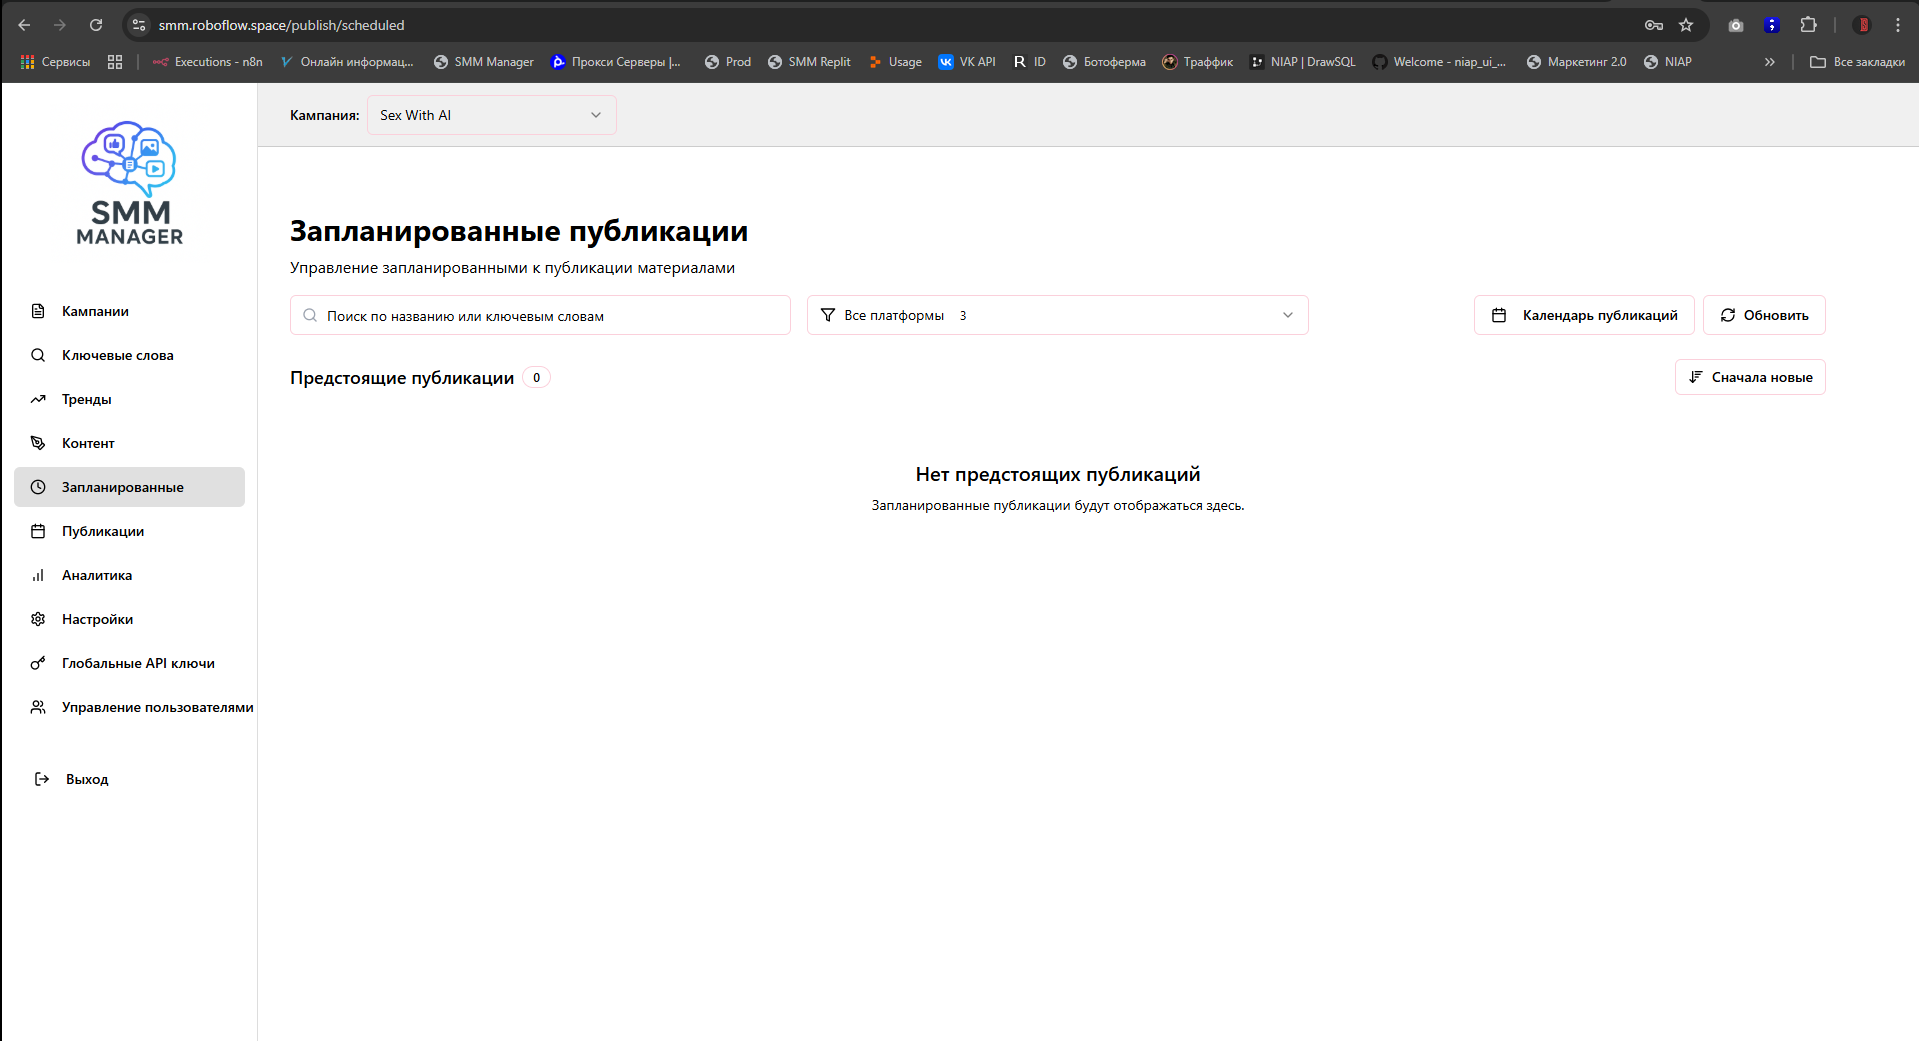 smm.roboflow.space/publish/scheduled
Сервисы Executions - n8n Онлайн информац... SMM Manager Прокси Серверы |... Prod SMM Replit Usage VK API ID Ботоферма Траффик NIAP | DrawSQL Welcome - niap_ui_... Маркетинг 2.0 NIAP Все закладки
Кампания: Sex With AI
SMM
MANAGER
Запланированные публикации
Управление запланированными к публикации материалами
Поиск по названию или ключевым словам Все платформы 3 Календарь публикаций Обновить
Предстоящие публикации 0 Сначала новые
Нет предстоящих публикаций
Запланированные публикации будут отображаться здесь.
Кампании
Ключевые слова
Тренды
Контент
Запланированные
Публикации
Аналитика
Настройки
Глобальные API ключи
Управление пользователями
Выход